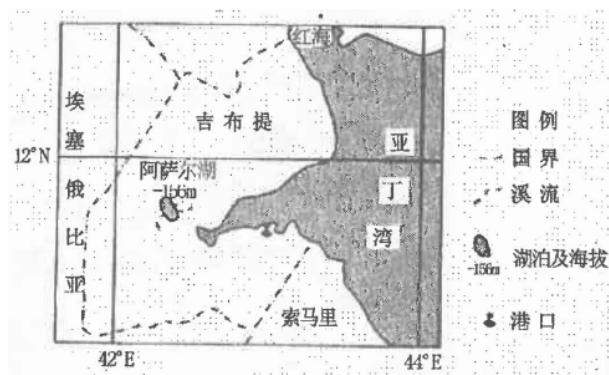 红海
埃塞俄比亚
吉布提
12°N
阿萨尔湖
-156m
亚丁湾
索马里
42°E
44°E
图例
国界
溪流
-156m
湖泊及海拔
港口